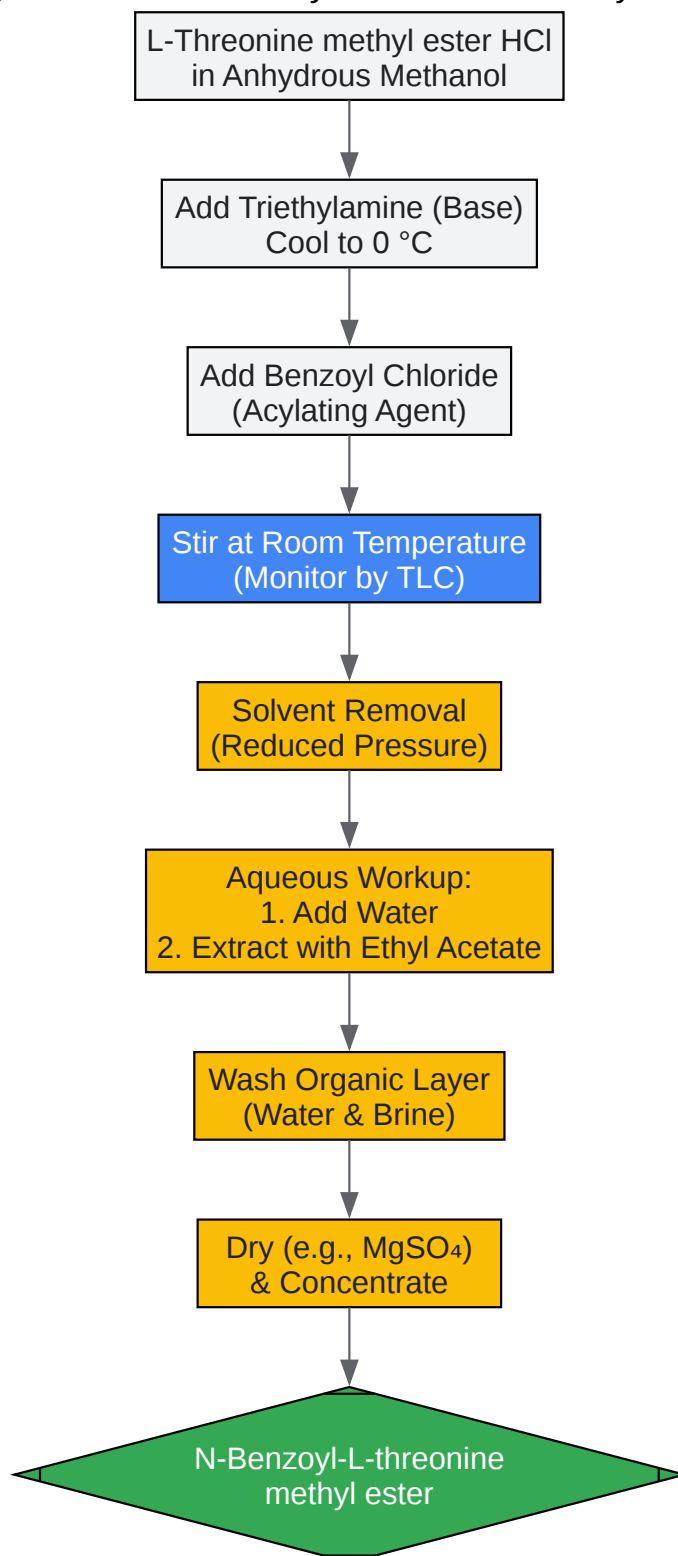 L-Threonine methyl ester HCl
in Anhydrous Methanol
Add Triethylamine (Base)
Cool to 0 °C
Add Benzoyl Chloride
(Acylating Agent)
Stir at Room Temperature
(Monitor by TLC)
Solvent Removal
(Reduced Pressure)
Aqueous Workup:
1. Add Water
2. Extract with Ethyl Acetate
Wash Organic Layer
(Water & Brine)
Dry (e.g., MgSO₄)
& Concentrate
N-Benzoyl-L-threonine
methyl ester